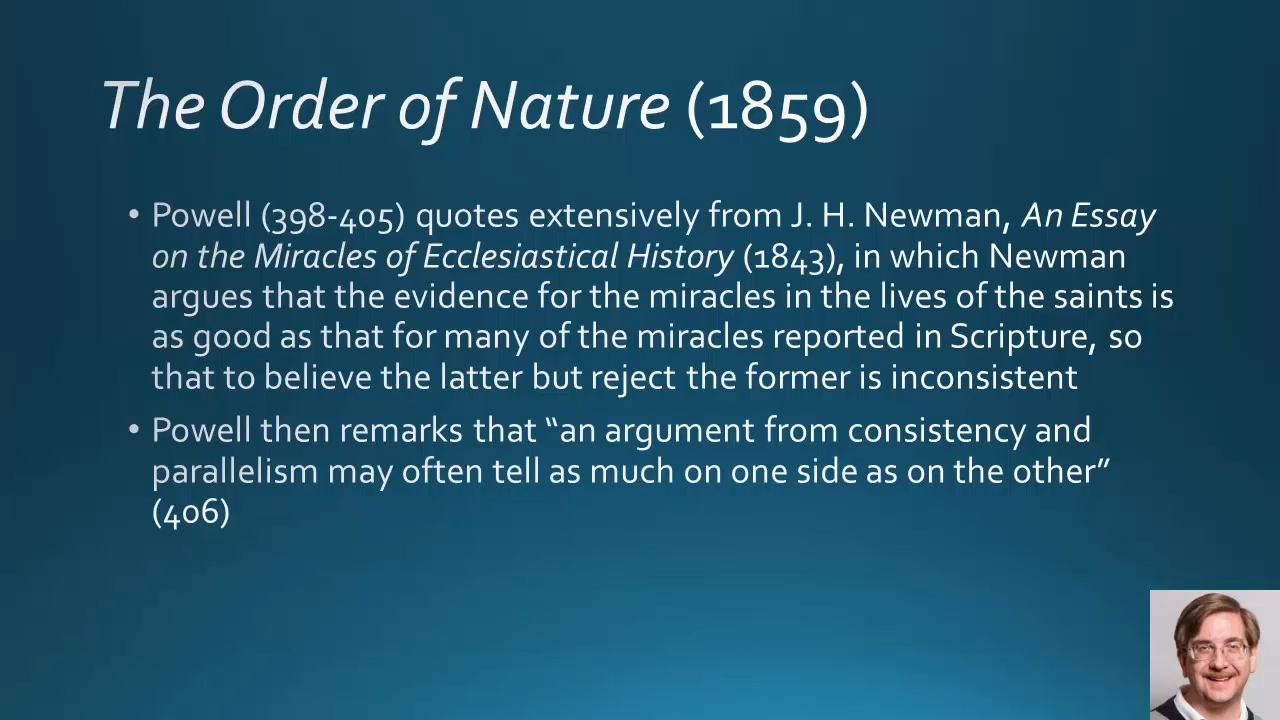 The Order of Nature (1859)
• Powell (398-405) quotes extensively from J. H. Newman, An Essay
on the Miracles of Ecclesiastical History (1843), in which Newman
argues that the evidence for the miracles in the lives of the saints is
as good as that for many of the miracles reported in Scripture, so
that to believe the latter but reject the former is inconsistent
• Powell then remarks that “an argument from consistency and
parallelism may often tell as much on one side as on the other”
(406)